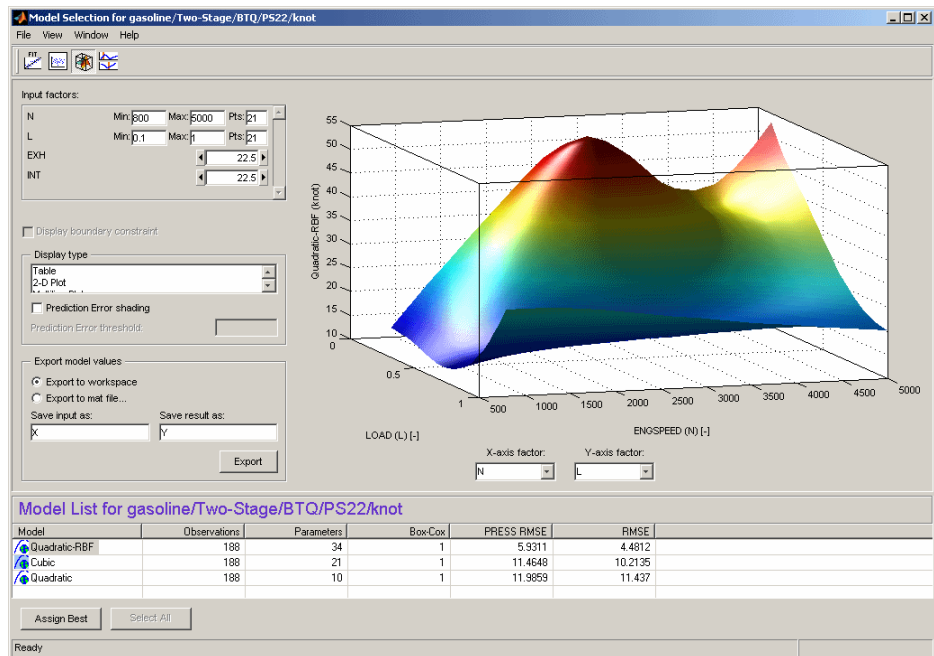 Model Selection for gasoline/Two-Stage/BTQ/PS22/knot
File View Window Help
FIT
Input factors:
N Min: 800 Max: 5000 Pts: 21
L Min: 0.1 Max: 1 Pts: 21
EXH 22.5
INT 22.5
Display boundary constraint
Display type
Table
2-D Plot
Prediction Error shading
Prediction Error threshold:
Export model values
Export to workspace
Export to mat file...
Save input as: Save result as:
X Y
Export
Quadratic-RBF (knot)
55
50
45
40
35
30
25
20
15
10
0
0.5
1
500 1000 1500 2000 2500 3000 3500 4000 4500 5000
LOAD (L) [-]
ENGSPEED (N) [-]
X-axis factor: Y-axis factor:
N L
Model List for gasoline/Two-Stage/BTQ/PS22/knot
Model Observations Parameters Box-Cox PRESS RMSE RMSE
Quadratic-RBF 188 34 1 5.9311 4.4812
Cubic 188 21 1 11.4648 10.2135
Quadratic 188 10 1 11.9859 11.437
Assign Best Select All
Ready